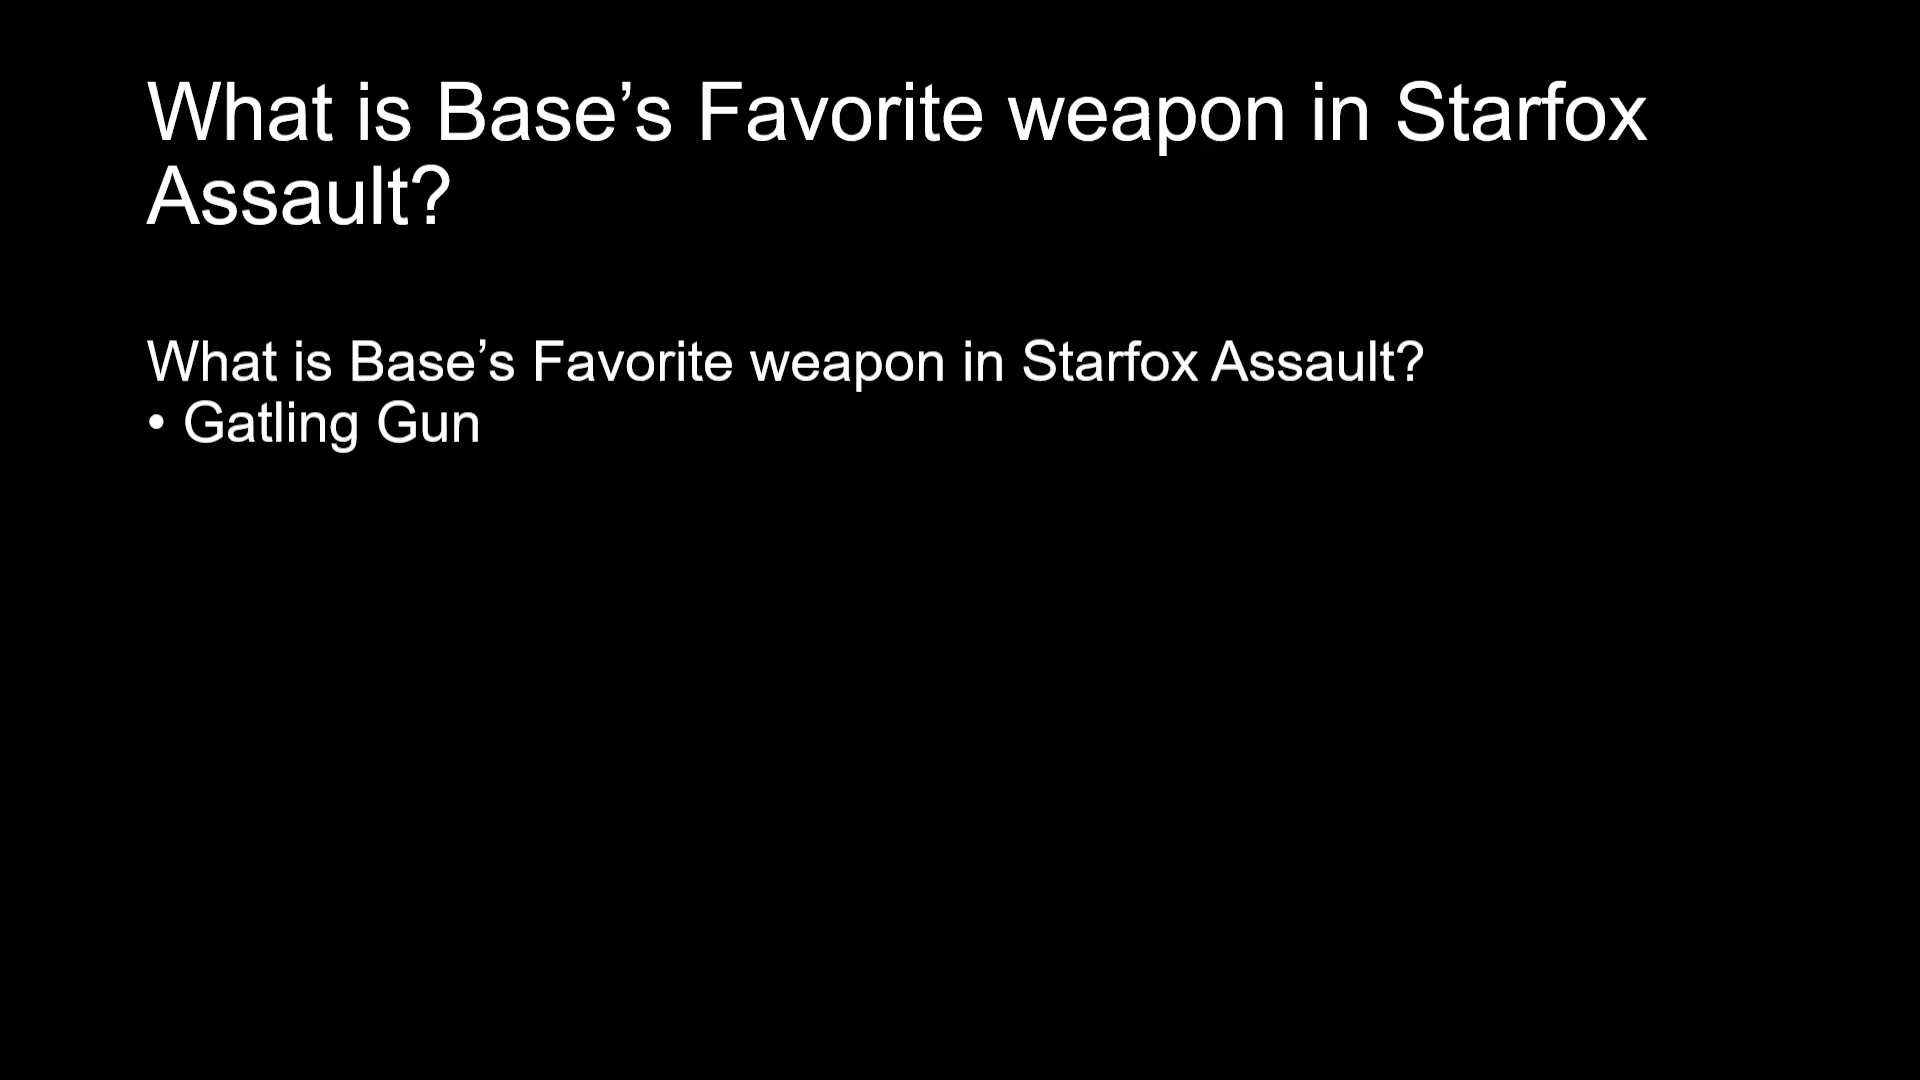 What is Base’s Favorite weapon in Starfox
Assault?
What is Base’s Favorite weapon in Starfox Assault?
• Gatling Gun